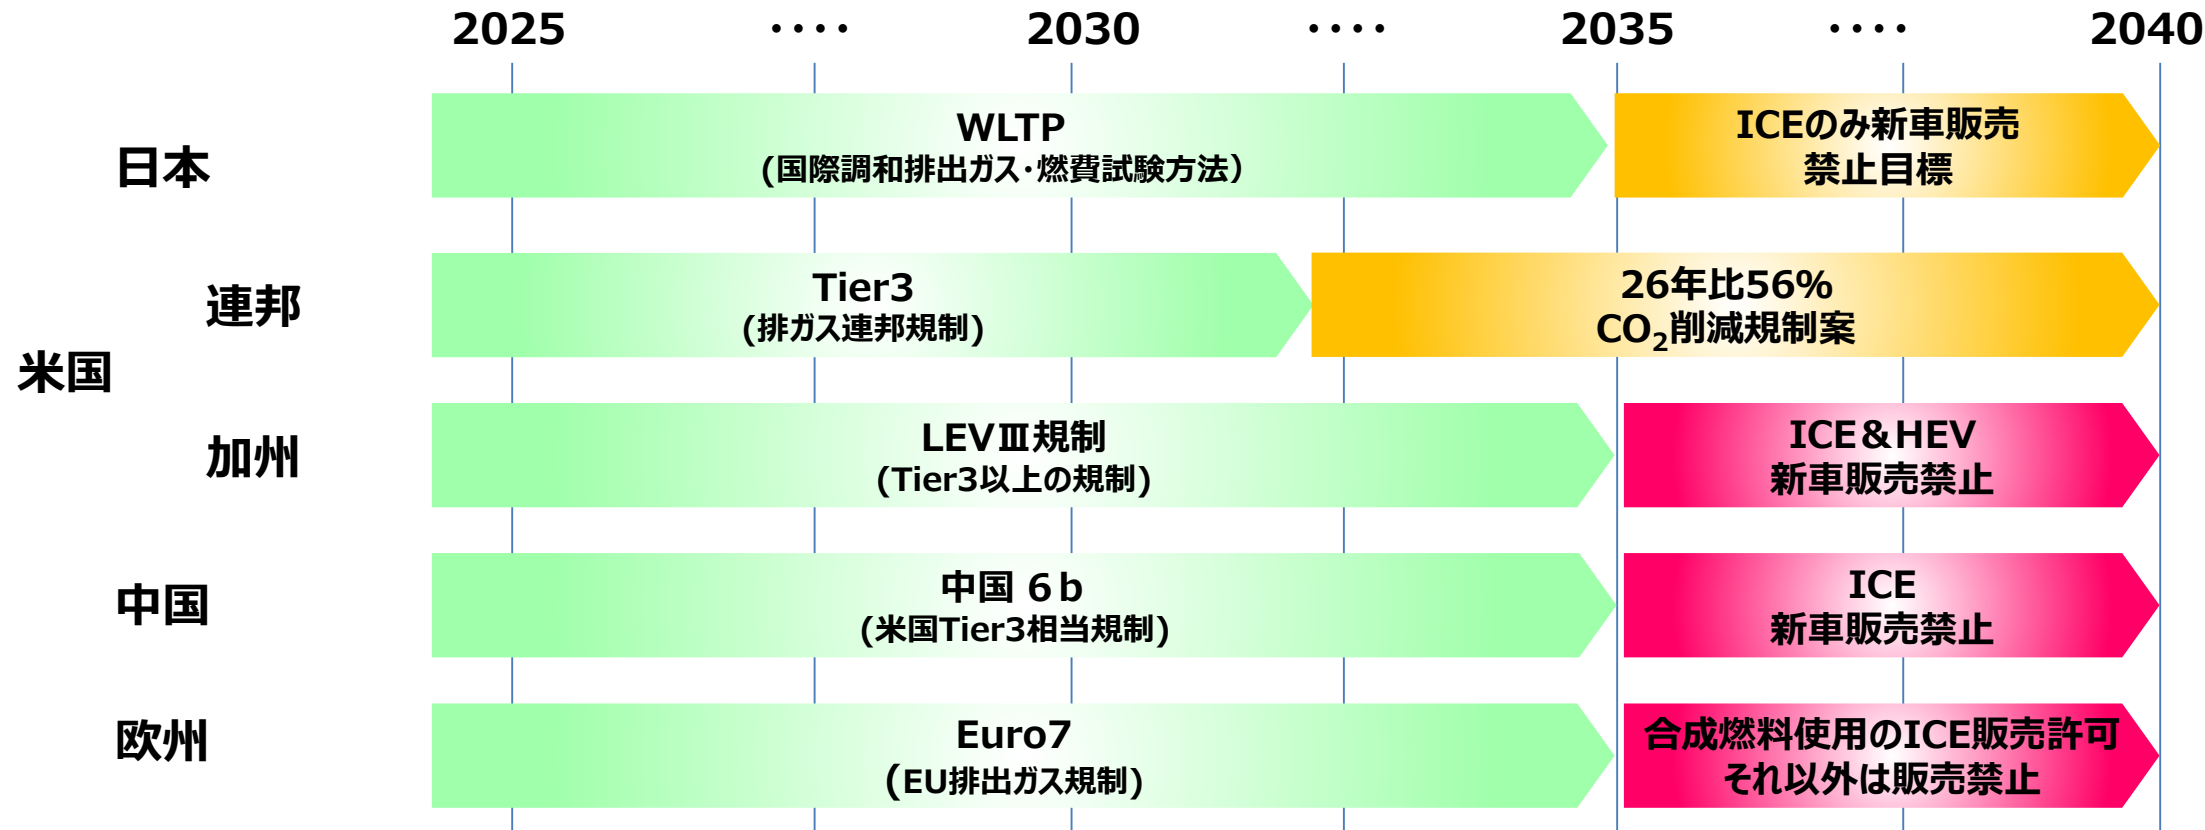 2025 ···· 2030 ···· 2035 ···· 2040
日本
WLTP
(国際調和排出ガス・燃費試験方法）
ICEのみ新車販売
禁止目標
米国
連邦
Tier3
(排ガス連邦規制)
26年比56%
CO₂削減規制案
加州
LEVⅢ規制
(Tier3以上の規制)
ICE＆HEV
新車販売禁止
中国
中国 ６ｂ
(米国Tier3相当規制)
ICE
新車販売禁止
欧州
Euro7
(EU排出ガス規制)
合成燃料使用のICE販売許可
それ以外は販売禁止